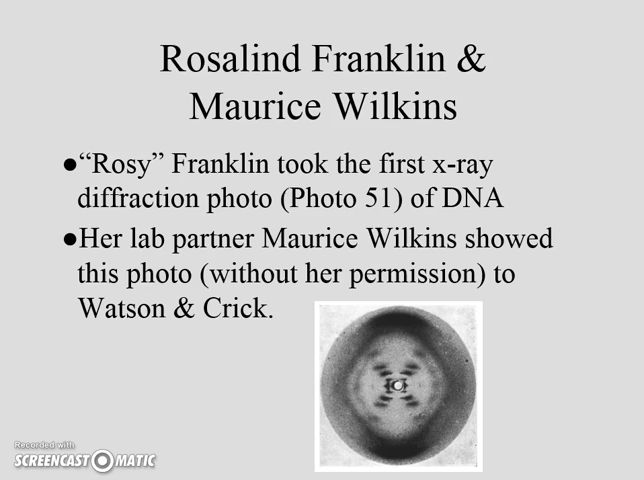 Rosalind Franklin &
Maurice Wilkins
●“Rosy” Franklin took the first x-ray
diffraction photo (Photo 51) of DNA
●Her lab partner Maurice Wilkins showed
this photo (without her permission) to
Watson & Crick.
Recorded with
SCREENCAST MATIC